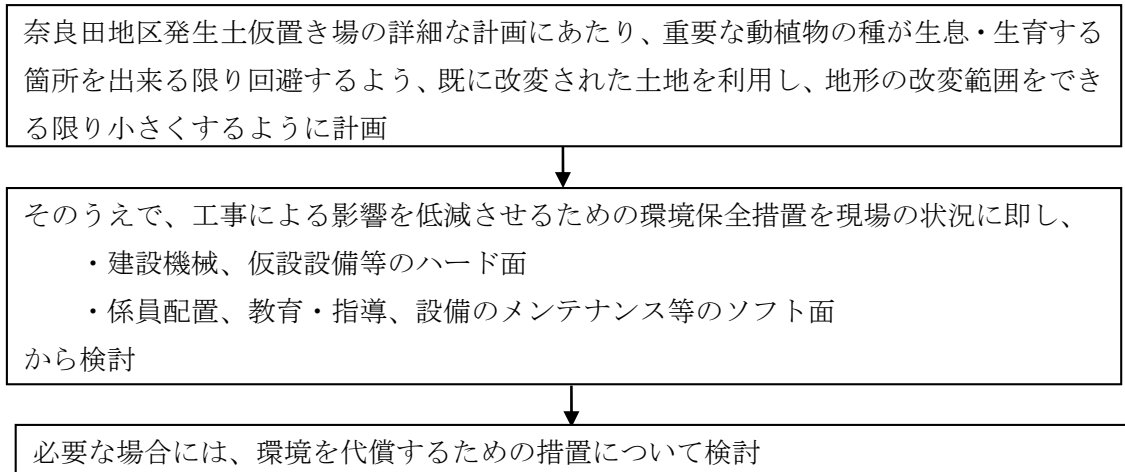 奈良田地区発生土仮置き場の詳細な計画にあたり、重要な動植物の種が生息・生育する
箇所を出来る限り回避するよう、既に改変された土地を利用し、地形の改変範囲をでき
る限り小さくするように計画
そのうえで、工事による影響を低減させるための環境保全措置を現場の状況に即し、
・建設機械、仮設設備等のハード面
・係員配置、教育・指導、設備のメンテナンス等のソフト面
から検討
必要な場合には、環境を代償するための措置について検討